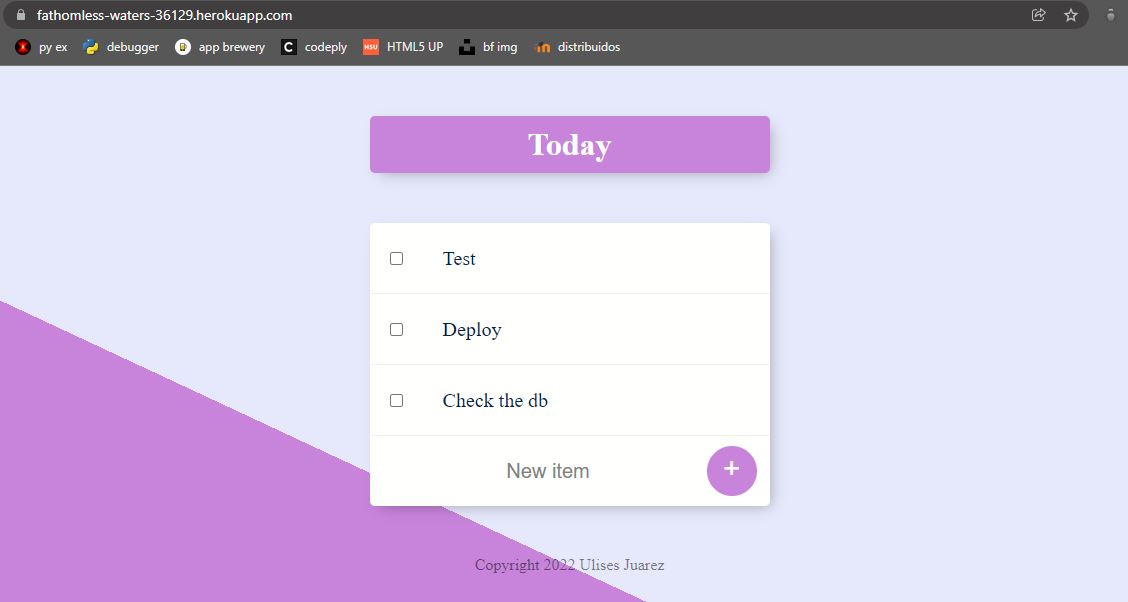 fathomless-waters-36129.herokuapp.com
py ex debugger app brewery C codeply HSU HTML5 UP bf img distribuidos
Today
Test
Deploy
Check the db
New item +
Copyright 2022 Ulises Juarez